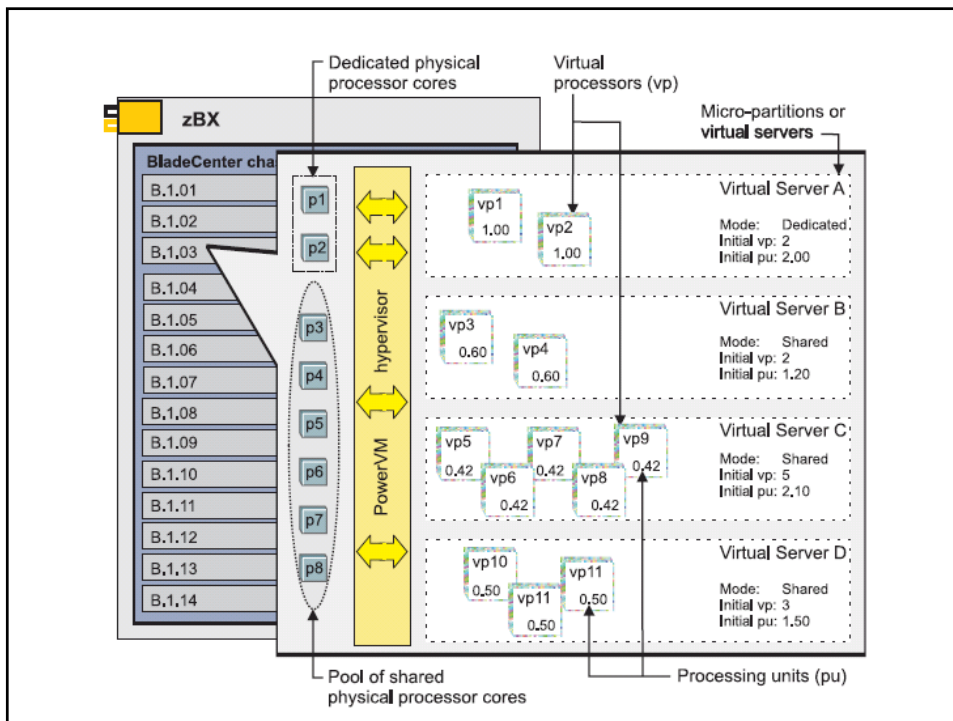 Dedicated physical
processor cores
Virtual
processors (vp)
Micro-partitions or
virtual servers
zBX
BladeCenter cha
B.1.01
B.1.02
B.1.03
B.1.04
B.1.05
B.1.06
B.1.07
B.1.08
B.1.09
B.1.10
B.1.11
B.1.12
B.1.13
B.1.14
p1
p2
p3
p4
p5
p6
p7
p8
PowerVM hypervisor
Virtual Server A
vp1
1.00
vp2
1.00
Mode: Dedicated
Initial vp: 2
Initial pu: 2.00
Virtual Server B
vp3
0.60
vp4
0.60
Mode: Shared
Initial vp: 2
Initial pu: 1.20
Virtual Server C
vp5
0.42
vp6
0.42
vp7
0.42
vp8
0.42
vp9
0.42
Mode: Shared
Initial vp: 5
Initial pu: 2.10
Virtual Server D
vp10
0.50
vp11
0.50
vp11
0.50
Mode: Shared
Initial vp: 3
Initial pu: 1.50
Pool of shared
physical processor cores
Processing units (pu)